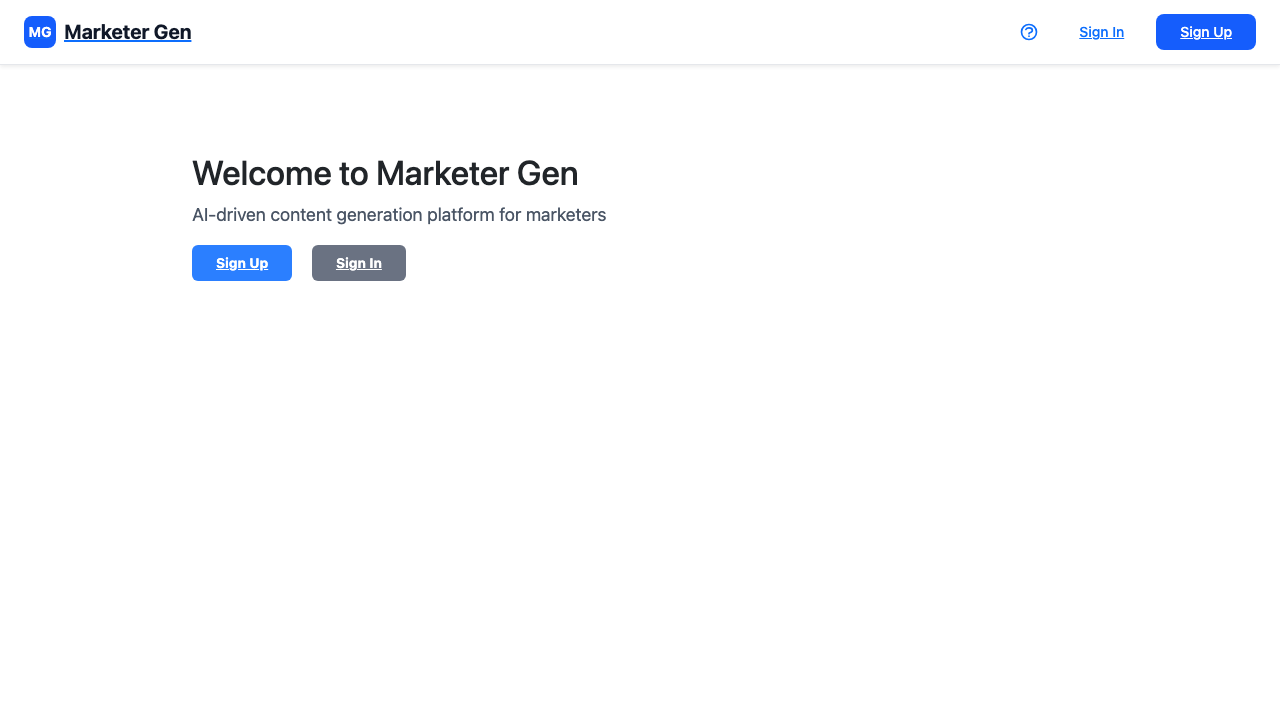 MG Marketer Gen
Sign In
Sign Up
Welcome to Marketer Gen
AI-driven content generation platform for marketers
Sign Up
Sign In